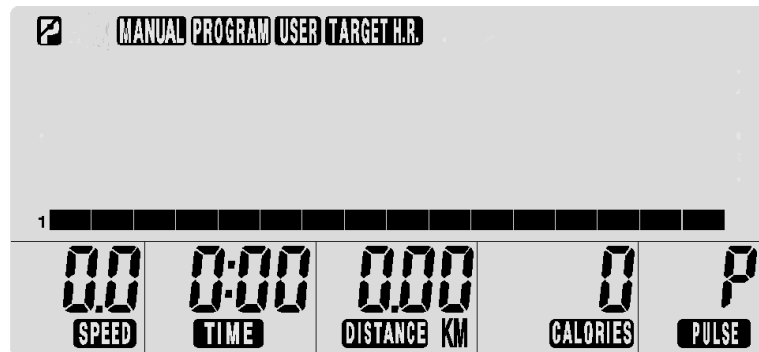 P MANUAL PROGRAM USER TARGET H.R.
1
0.0 0:00 0.00 0 P
SPEED TIME DISTANCE KM CALORIES PULSE